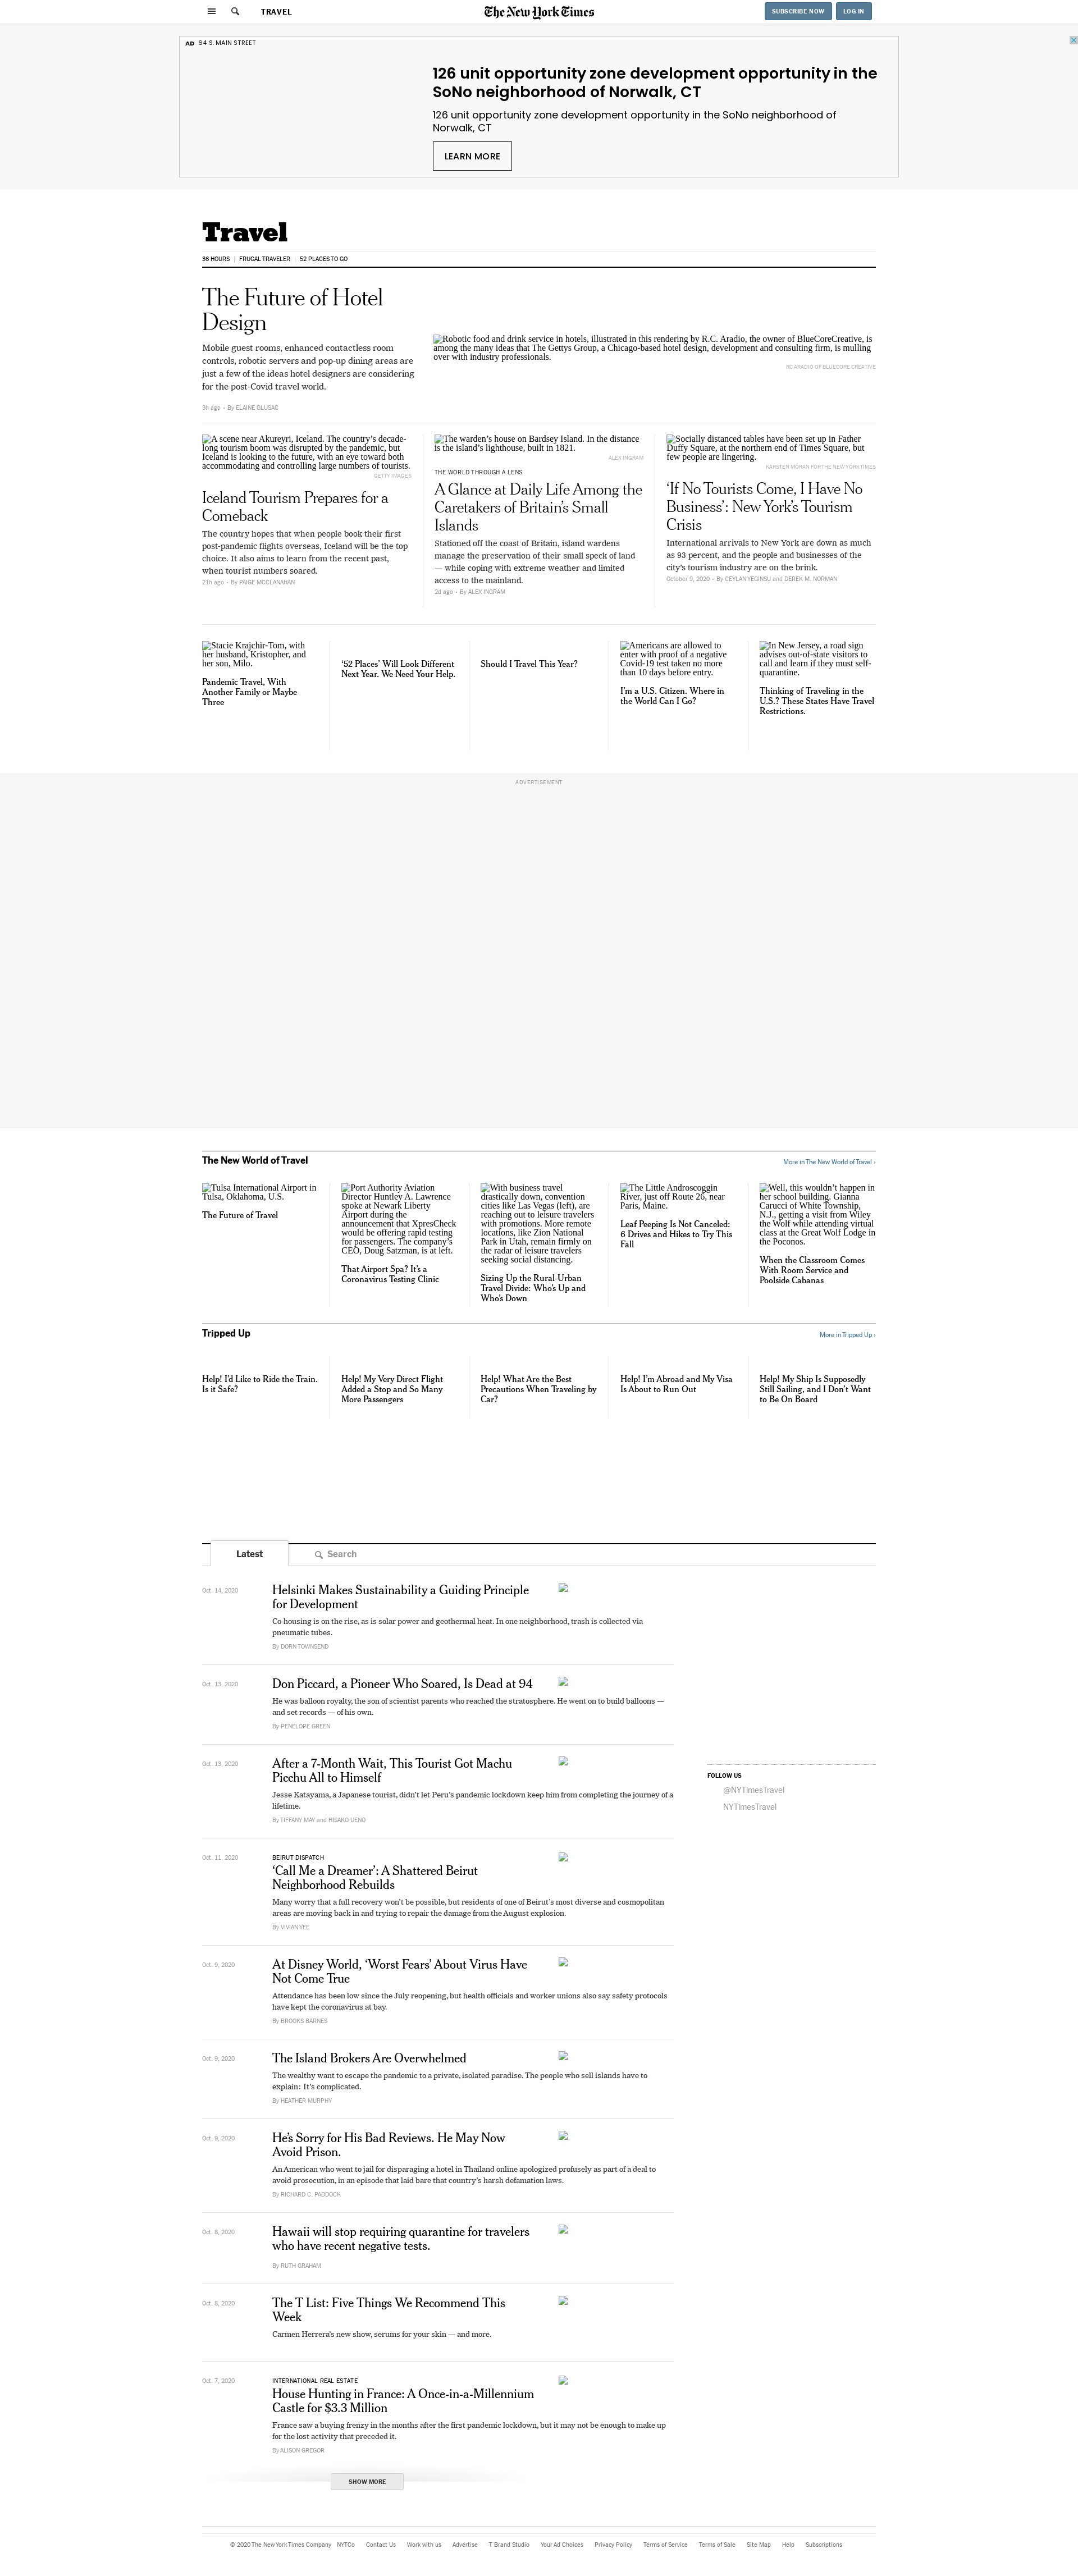 TRAVEL
The New York Times
SUBSCRIBE NOW
LOG IN
AD 64 S. MAIN STREET
126 unit opportunity zone development opportunity in the
SoNo neighborhood of Norwalk, CT
126 unit opportunity zone development opportunity in the SoNo neighborhood of
Norwalk, CT
LEARN MORE
Travel
36 HOURS
FRUGAL TRAVELER
52 PLACES TO GO
The Future of Hotel
Design
Mobile guest rooms, enhanced contactless room
controls, robotic servers and pop-up dining areas are
just a few of the ideas hotel designers are considering
for the post-Covid travel world.
3h ago • By ELAINE GLUSAC
Robotic food and drink service in hotels, illustrated in this rendering by R.C. Aradio, the owner of BlueCoreCreative, is
among the many ideas that The Gettys Group, a Chicago-based hotel design, development and consulting firm, is mulling
over with industry professionals.
RC ARADIO OF BLUECORE CREATIVE
A scene near Akureyri, Iceland. The country's decade-
long tourism boom was disrupted by the pandemic, but
Iceland is looking to the future, with an eye toward both
accommodating and controlling large numbers of tourists.
GETTY IMAGES
Iceland Tourism Prepares for a
Comeback
The country hopes that when people book their first
post-pandemic flights overseas, Iceland will be the top
choice. It also aims to learn from the recent past,
when tourist numbers soared.
21h ago • By PAIGE MCCLANAHAN
The warden's house on Bardsey Island. In the distance
is the island's lighthouse, built in 1821.
ALEX INGRAM
THE WORLD THROUGH A LENS
A Glance at Daily Life Among the
Caretakers of Britain's Small
Islands
Stationed off the coast of Britain, island wardens
manage the preservation of their small speck of land
— while coping with extreme weather and limited
access to the mainland.
2d ago • By ALEX INGRAM
Socially distanced tables have been set up in Father
Duffy Square, at the northern end of Times Square, but
few people are lingering.
KARSTEN MORAN FOR THE NEW YORK TIMES
‘If No Tourists Come, I Have No
Business’: New York’s Tourism
Crisis
International arrivals to New York are down as much
as 93 percent, and the people and businesses of the
city's tourism industry are on the brink.
October 9, 2020 • By CEYLAN YEGINSU and DEREK M. NORMAN
Stacie Krajchir-Tom, with
her husband, Kristopher, and
her son, Milo.
Pandemic Travel, With
Another Family or Maybe
Three
‘52 Places’ Will Look Different
Next Year. We Need Your Help.
Should I Travel This Year?
Americans are allowed to
enter with proof of a negative
Covid-19 test taken no more
than 10 days before entry.
I'm a U.S. Citizen. Where in
the World Can I Go?
In New Jersey, a road sign
advises out-of-state visitors to
call and learn if they must self-
quarantine.
Thinking of Traveling in the
U.S.? These States Have Travel
Restrictions.
ADVERTISEMENT
The New World of Travel
More in The New World of Travel ›
Tulsa International Airport in
Tulsa, Oklahoma, U.S.
The Future of Travel
Port Authority Aviation
Director Huntley A. Lawrence
spoke at Newark Liberty
Airport during the
announcement that XpresCheck
would be offering rapid testing
for passengers. The company's
CEO, Doug Satzman, is at left.
That Airport Spa? It's a
Coronavirus Testing Clinic
With business travel
drastically down, convention
cities like Las Vegas (left), are
reaching out to leisure travelers
with promotions. More remote
locations, like Zion National
Park in Utah, remain firmly on
the radar of leisure travelers
seeking social distancing.
Sizing Up the Rural-Urban
Travel Divide: Who's Up and
Who's Down
The Little Androscoggin
River, just off Route 26, near
Paris, Maine.
Leaf Peeping Is Not Canceled:
6 Drives and Hikes to Try This
Fall
Well, this wouldn't happen in
her school building. Gianna
Carucci of White Township,
N.J., getting a visit from Wiley
the Wolf while attending virtual
class at the Great Wolf Lodge in
the Poconos.
When the Classroom Comes
With Room Service and
Poolside Cabanas
Tripped Up
More in Tripped Up ›
Help! I'd Like to Ride the Train.
Is it Safe?
Help! My Very Direct Flight
Added a Stop and So Many
More Passengers
Help! What Are the Best
Precautions When Traveling by
Car?
Help! I'm Abroad and My Visa
Is About to Run Out
Help! My Ship Is Supposedly
Still Sailing, and I Don't Want
to Be On Board
Latest
Search
Oct. 14, 2020
Helsinki Makes Sustainability a Guiding Principle
for Development
Co-housing is on the rise, as is solar power and geothermal heat. In one neighborhood, trash is collected via
pneumatic tubes.
By DORN TOWNSEND
Oct. 13, 2020
Don Piccard, a Pioneer Who Soared, Is Dead at 94
He was balloon royalty, the son of scientist parents who reached the stratosphere. He went on to build balloons —
and set records — of his own.
By PENELOPE GREEN
Oct. 13, 2020
After a 7-Month Wait, This Tourist Got Machu
Picchu All to Himself
Jesse Katayama, a Japanese tourist, didn't let Peru's pandemic lockdown keep him from completing the journey of a
lifetime.
By TIFFANY MAY and HISAKO UENO
FOLLOW US
@NYTimesTravel
NYTimesTravel
Oct. 11, 2020
BEIRUT DISPATCH
‘Call Me a Dreamer’: A Shattered Beirut
Neighborhood Rebuilds
Many worry that a full recovery won't be possible, but residents of one of Beirut's most diverse and cosmopolitan
areas are moving back in and trying to repair the damage from the August explosion.
By VIVIAN YEE
Oct. 9, 2020
At Disney World, ‘Worst Fears’ About Virus Have
Not Come True
Attendance has been low since the July reopening, but health officials and worker unions also say safety protocols
have kept the coronavirus at bay.
By BROOKS BARNES
Oct. 9, 2020
The Island Brokers Are Overwhelmed
The wealthy want to escape the pandemic to a private, isolated paradise. The people who sell islands have to
explain: It's complicated.
By HEATHER MURPHY
Oct. 9, 2020
He's Sorry for His Bad Reviews. He May Now
Avoid Prison.
An American who went to jail for disparaging a hotel in Thailand online apologized profusely as part of a deal to
avoid prosecution, in an episode that laid bare that country's harsh defamation laws.
By RICHARD C. PADDOCK
Oct. 8, 2020
Hawaii will stop requiring quarantine for travelers
who have recent negative tests.
By RUTH GRAHAM
Oct. 8, 2020
The T List: Five Things We Recommend This
Week
Carmen Herrera's new show, serums for your skin — and more.
Oct. 7, 2020
INTERNATIONAL REAL ESTATE
House Hunting in France: A Once-in-a-Millennium
Castle for $3.3 Million
France saw a buying frenzy in the months after the first pandemic lockdown, but it may not be enough to make up
for the lost activity that preceded it.
By ALISON GREGOR
SHOW MORE
© 2020 The New York Times Company NYTCo Contact Us Work with us Advertise T Brand Studio Your Ad Choices Privacy Policy Terms of Service Terms of Sale Site Map Help Subscriptions